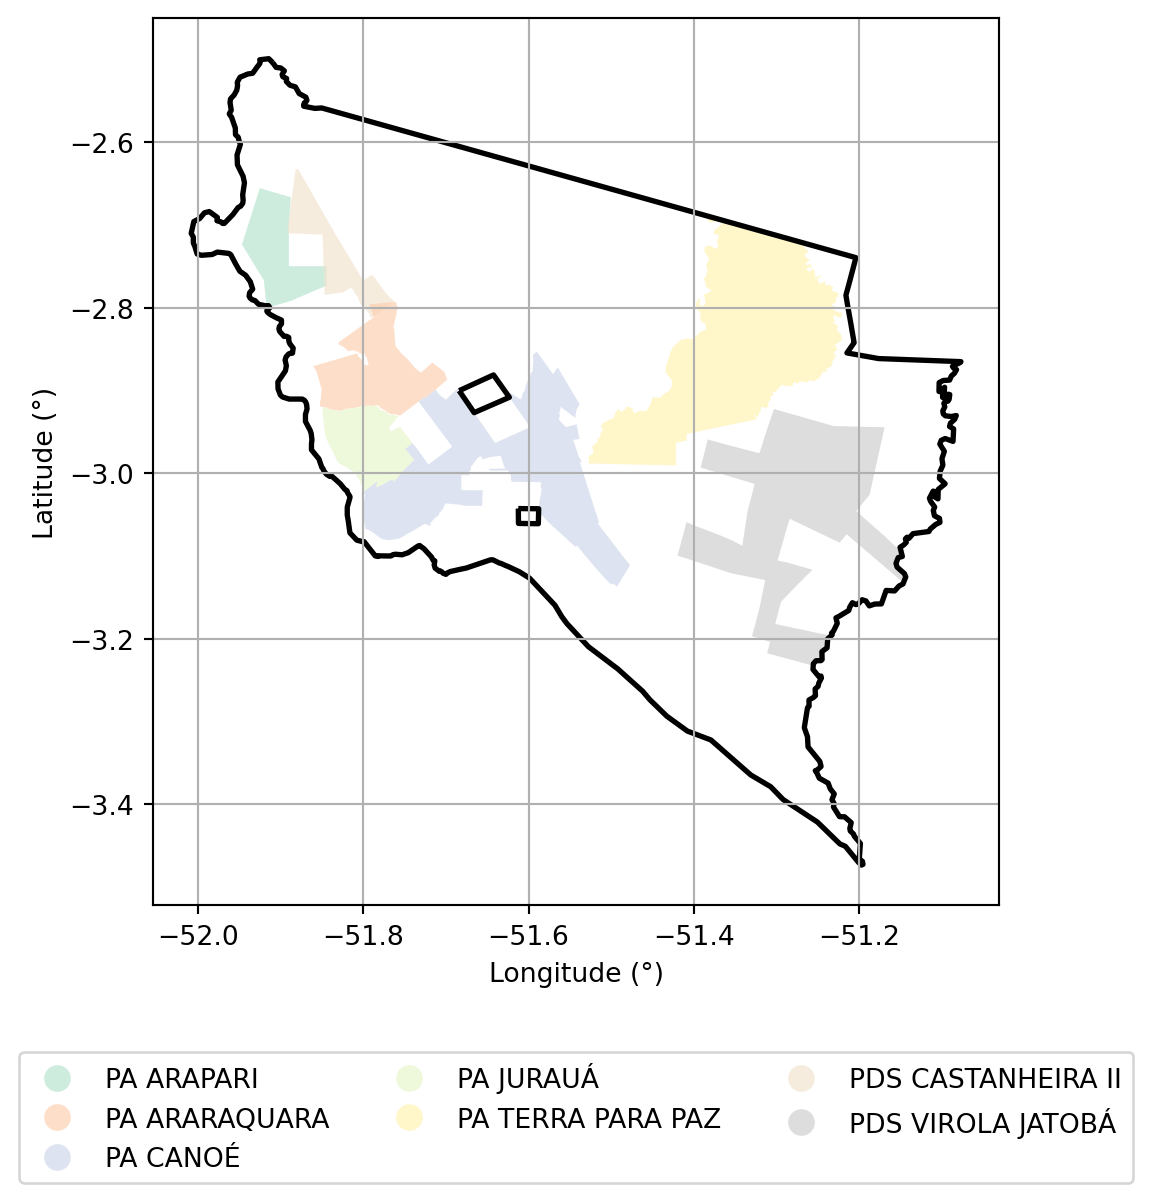 −2.6
−2.8
−3.0
−3.2
−3.4
Latitude (°)
−52.0 −51.8 −51.6 −51.4 −51.2
Longitude (°)
PA ARAPARI
PA ARARAQUARA
PA CANOÉ
PA JURAUÁ
PA TERRA PARA PAZ
PDS CASTANHEIRA II
PDS VIROLA JATOBÁ